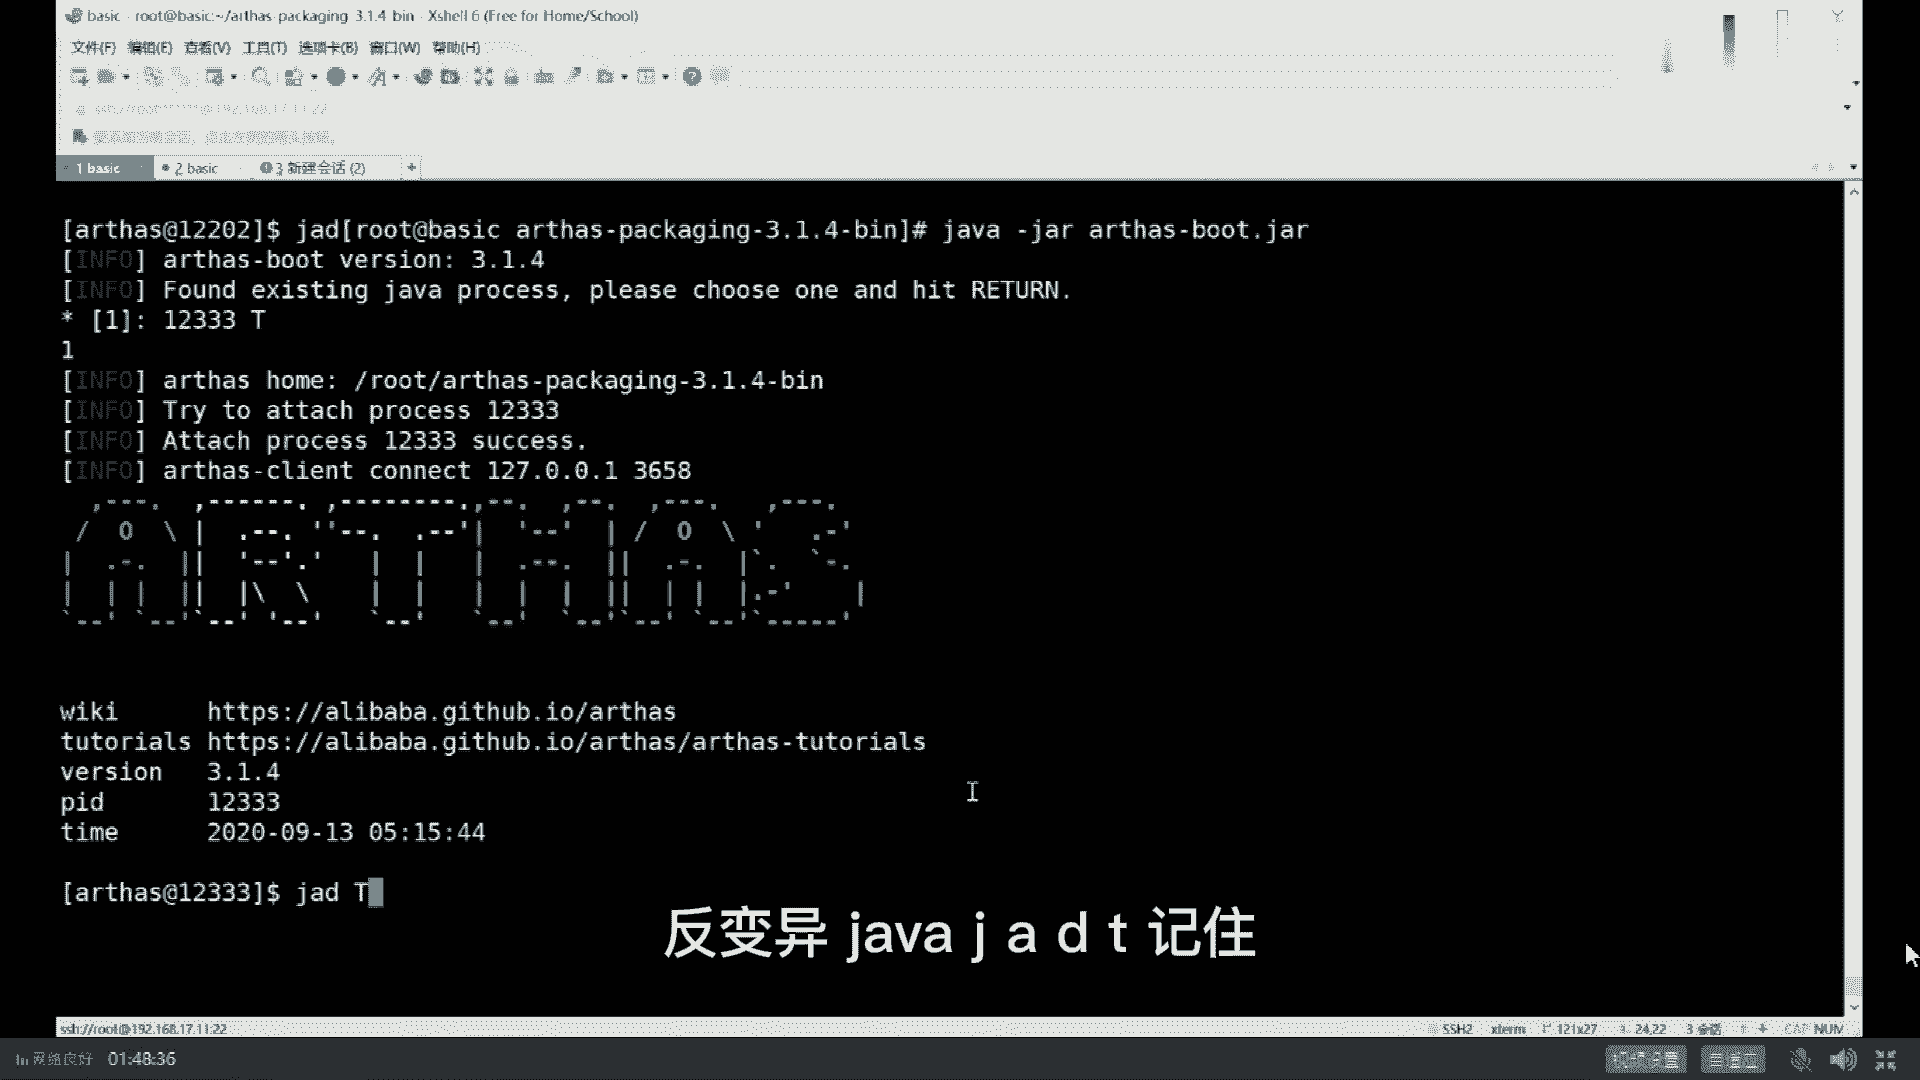 basic - root@basic:~/arthas-packaging-3.1.4-bin - Xshell 6 (Free for Home/School)
文件(F) 编辑(E) 查看(V) 工具(T) 选项卡(B) 窗口(W) 帮助(H)
1 basic 2 basic 3 新建会话 (2) +
[arthas@12202]$ jad[root@basic arthas-packaging-3.1.4-bin]# java -jar arthas-boot.jar
[INFO] arthas-boot version: 3.1.4
[INFO] Found existing java process, please choose one and hit RETURN.
* [1]: 12333 T
1
[INFO] arthas home: /root/arthas-packaging-3.1.4-bin
[INFO] Try to attach process 12333
[INFO] Attach process 12333 success.
[INFO] arthas-client connect 127.0.0.1 3658
ARTHAS
wiki https://alibaba.github.io/arthas
tutorials https://alibaba.github.io/arthas/arthas-tutorials
version 3.1.4
pid 12333
time 2020-09-13 05:15:44
[arthas@12333]$ jad T
反变异 java j a d t 记住
ssh://root@192.168.17.11:22 SSH2 xterm 121x27 24,22 3 会话 CAP NUM
网络良好 01:48:36